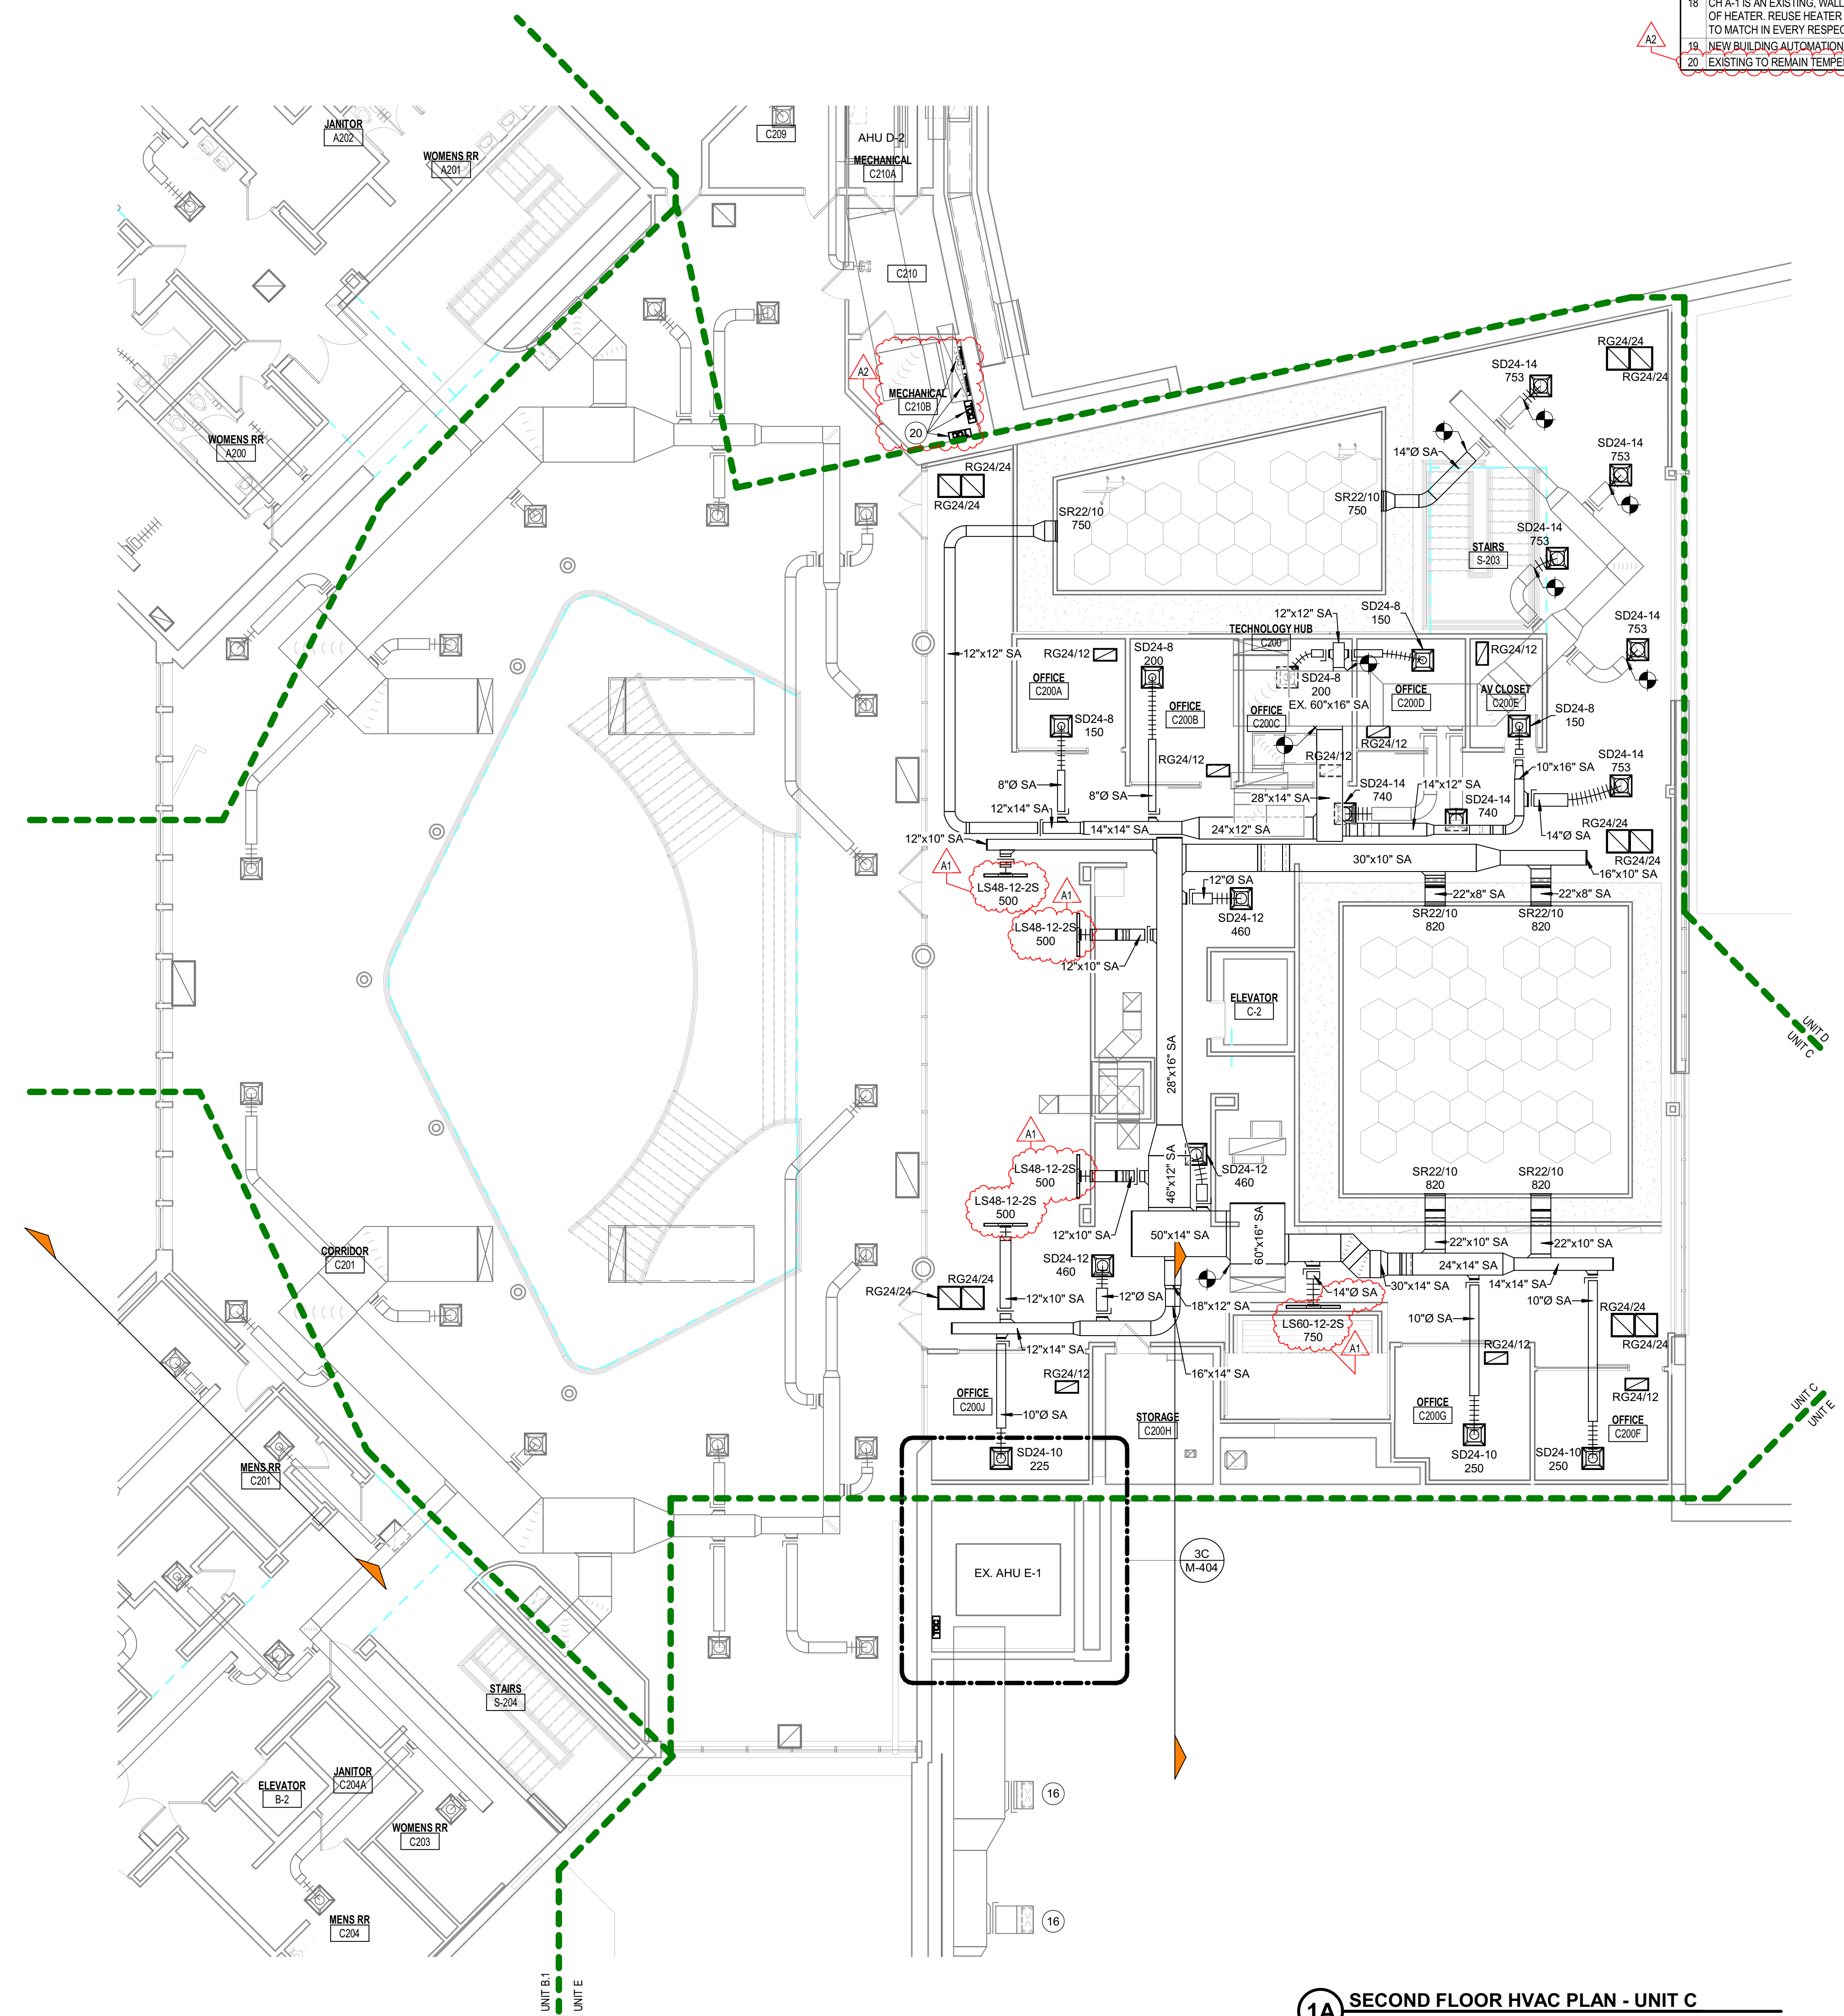 18 CH A-1 IS AN EXISTING, WALL
OF HEATER. REUSE HEATER
TO MATCH IN EVERY RESPEC
19 NEW BUILDING AUTOMATION
20 EXISTING TO REMAIN TEMPE
A2
JANITOR
A202
WOMENS RR
A201
C209
AHU D-2
MECHANICAL
C210A
C210
A2
MECHANICAL
C210B
20
WOMENS RR
A200
RG24/24
RG24/24
SD24-14
753
RG24/24
RG24/24
14"Ø SA
SD24-14
753
SR22/10
750
SR22/10
750
SD24-14
753
STAIRS
S-203
SD24-14
753
12"x12" SA
SD24-8
150
TECHNOLOGY HUB
C200
12"x12" SA
RG24/12
SD24-8
200
RG24/12
OFFICE
C200A
SD24-8
200
EX. 60"x16" SA
OFFICE
C200B
OFFICE
C200C
OFFICE
C200D
AV CLOSET
C200E
SD24-8
150
SD24-8
150
RG24/12
RG24/12
RG24/12
10"x16" SA
SD24-14
753
8"Ø SA
8"Ø SA
28"x14" SA
SD24-14
740
14"x12" SA
SD24-14
740
14"Ø SA
12"x14" SA
14"x14" SA
24"x12" SA
RG24/24
RG24/24
12"x10" SA
30"x10" SA
16"x10" SA
A1
LS48-12-2S
500
A1
LS48-12-2S
500
12"x10" SA
12"Ø SA
SD24-12
460
22"x8" SA
22"x8" SA
SR22/10
820
SR22/10
820
ELEVATOR
C-2
28"x16" SA
UNIT D
UNIT C
A1
LS48-12-2S
500
LS48-12-2S
500
46"x12" SA
SD24-12
460
SR22/10
820
SR22/10
820
12"x10" SA
50"x14" SA
60"x16" SA
22"x10" SA
22"x10" SA
CORRIDOR
C201
SD24-12
460
24"x14" SA
RG24/24
RG24/24
12"x10" SA
12"Ø SA
18"x12" SA
14"Ø SA
30"x14" SA
14"x14" SA
10"Ø SA
10"Ø SA
LS60-12-2S
750
A1
RG24/24
RG24/24
12"x14" SA
16"x14" SA
RG24/12
RG24/12
RG24/12
OFFICE
C200J
10"Ø SA
STORAGE
C200H
OFFICE
C200G
OFFICE
C200F
UNIT C
UNIT E
SD24-10
225
SD24-10
250
SD24-10
250
MENS RR
C201
3C
M-404
EX. AHU E-1
STAIRS
S-204
JANITOR
C204A
ELEVATOR
B-2
WOMENS RR
C203
16
MENS RR
C204
16
UNIT B.1
UNIT E
1A SECOND FLOOR HVAC PLAN - UNIT C